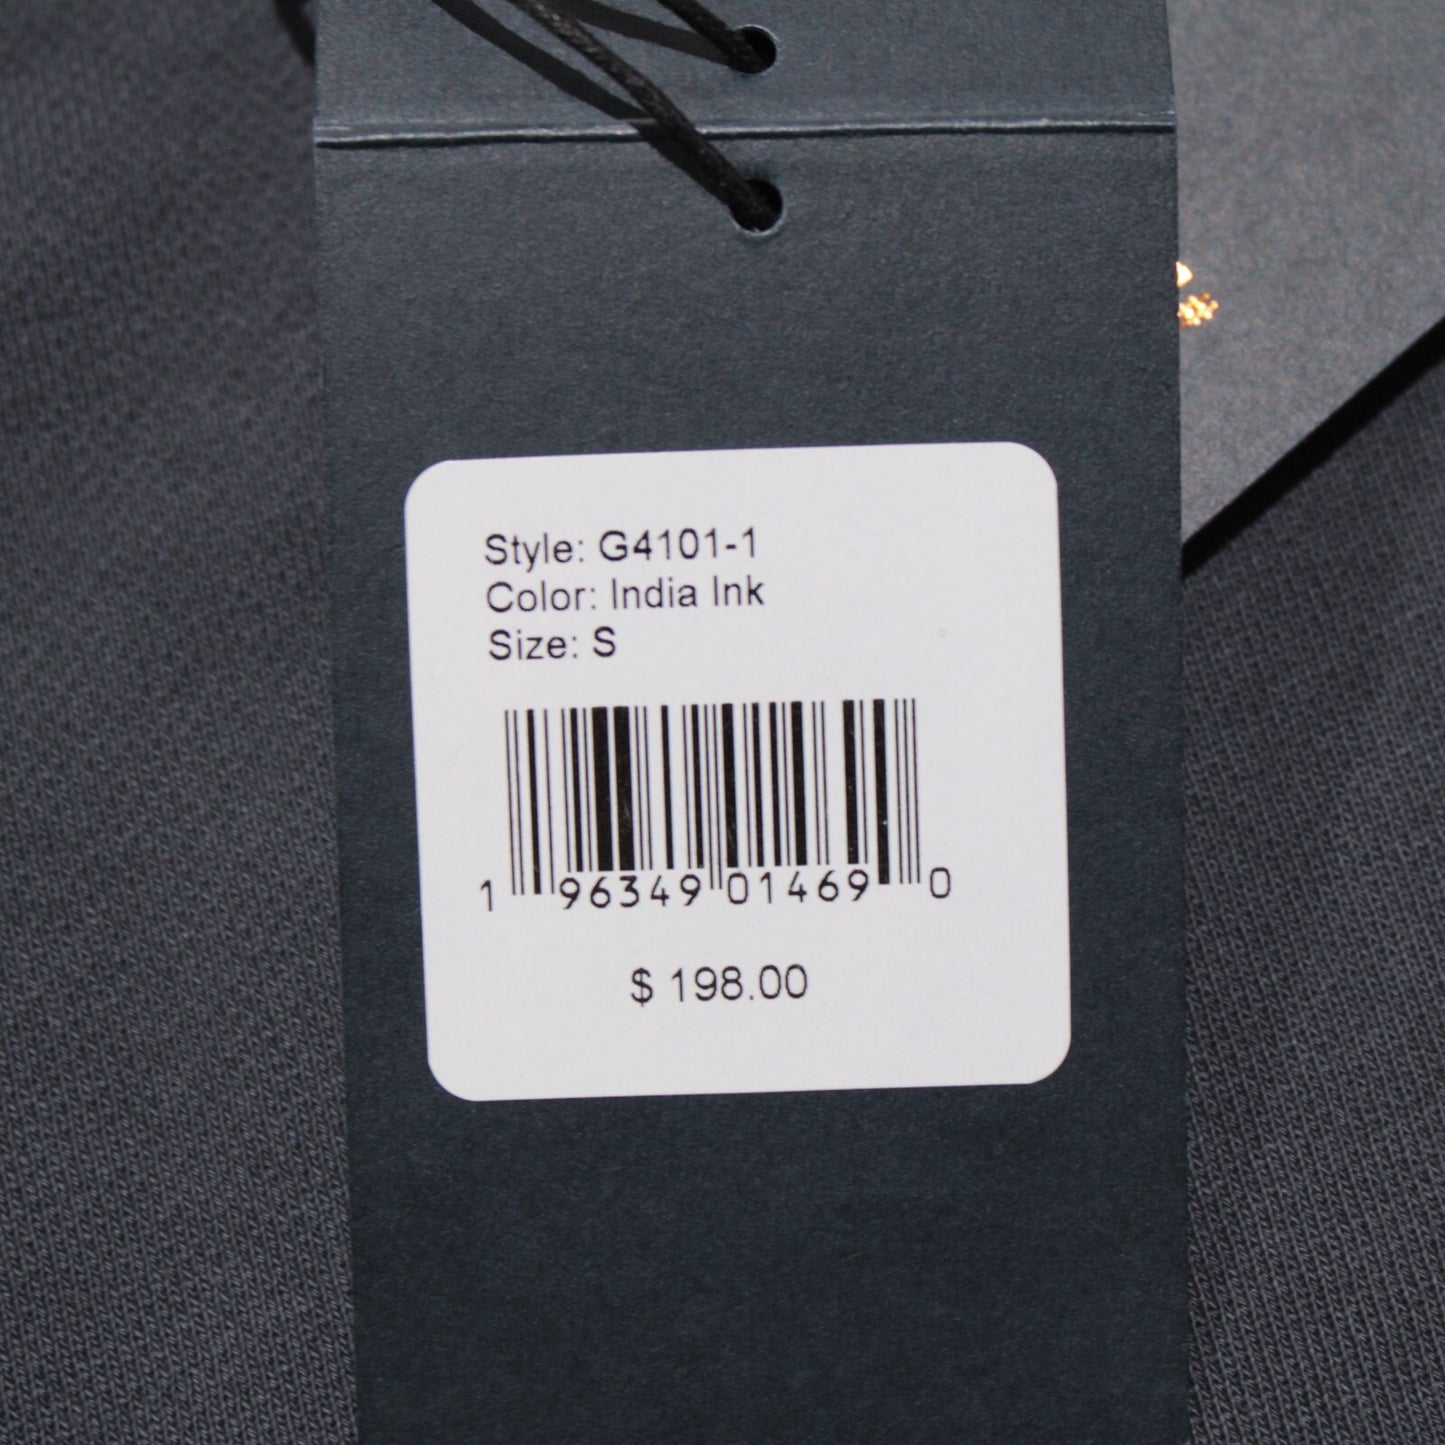 Style: G4101-1
Color: India Ink
Size: S
1 96349 01469 0
$ 198.00